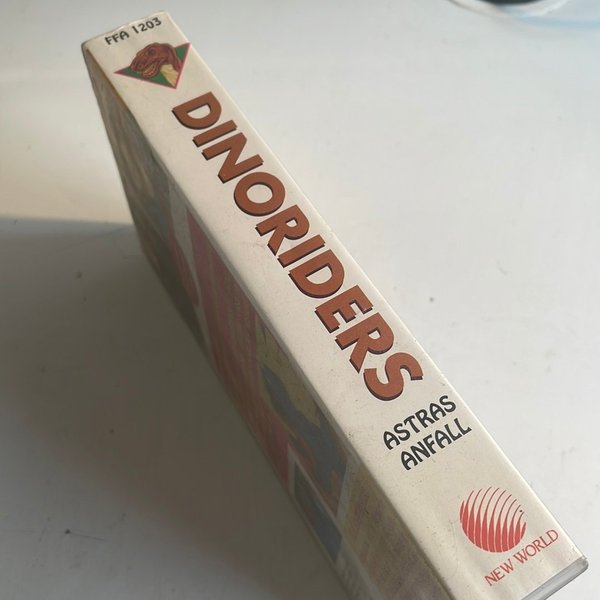 FFA 1203
DINORIDERS
ASTRAS
ANFALL
NEW WORLD